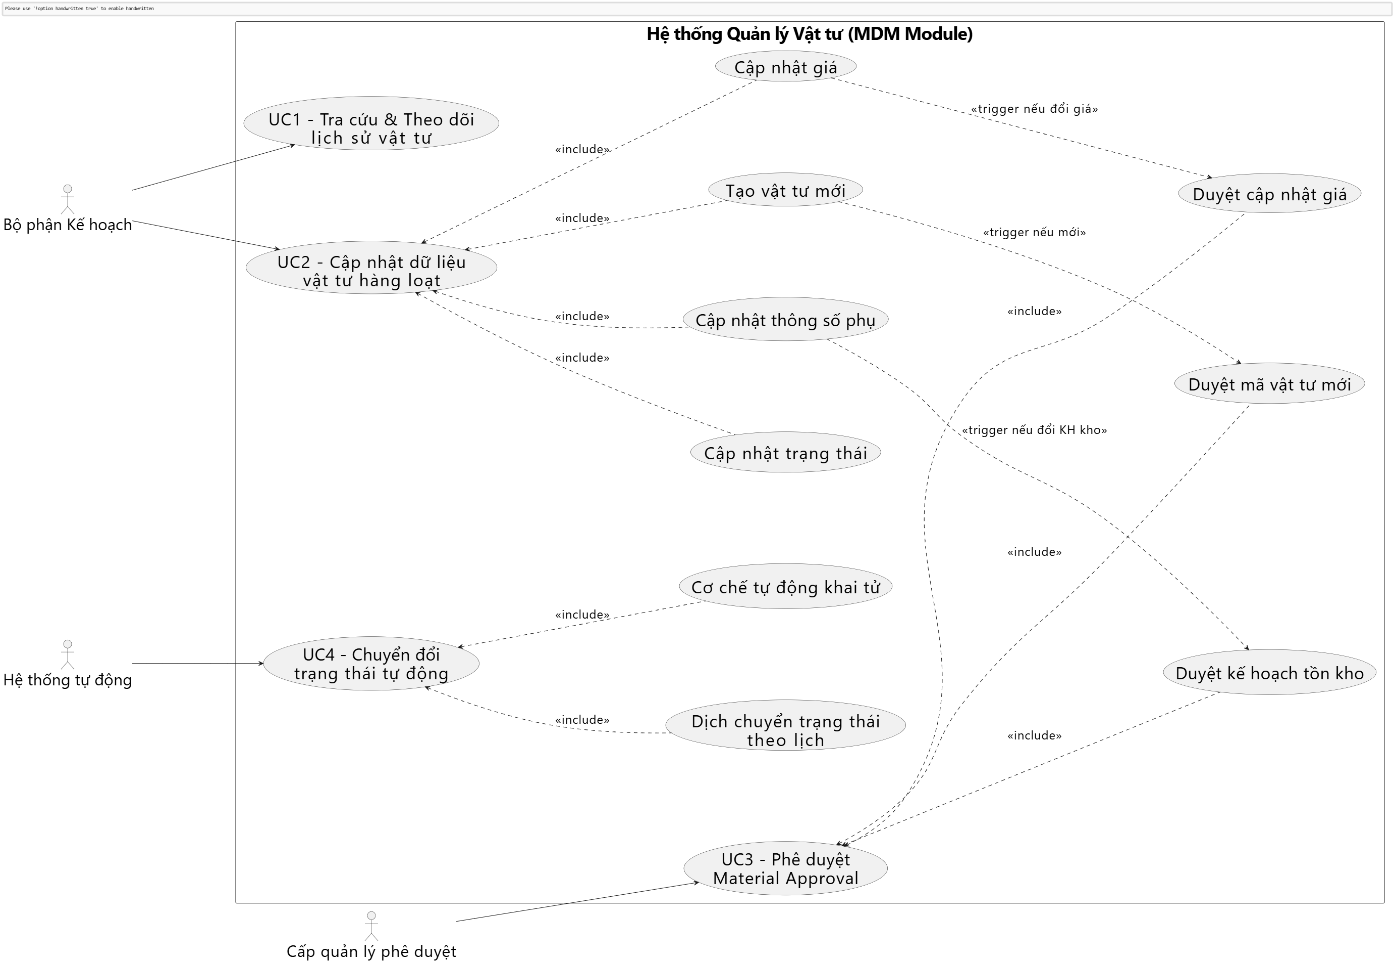 Please use '!option handwritten true' to enable handwritten
Hệ thống Quản lý Vật tư (MDM Module)
Cập nhật giá
«trigger nếu đổi giá»
UC1 - Tra cứu & Theo dõi
lịch sử vật tư
«include»
Tạo vật tư mới
Duyệt cập nhật giá
Bộ phận Kế hoạch
«include»
«trigger nếu mới»
UC2 - Cập nhật dữ liệu
vật tư hàng loạt
«include»
«include»
Cập nhật thông số phụ
«include»
Duyệt mã vật tư mới
«trigger nếu đổi KH kho»
Cập nhật trạng thái
«include»
Cơ chế tự động khai tử
«include»
UC4 - Chuyển đổi
trạng thái tự động
Hệ thống tự động
Duyệt kế hoạch tồn kho
«include»
Dịch chuyển trạng thái
theo lịch
«include»
UC3 - Phê duyệt
Material Approval
Cấp quản lý phê duyệt